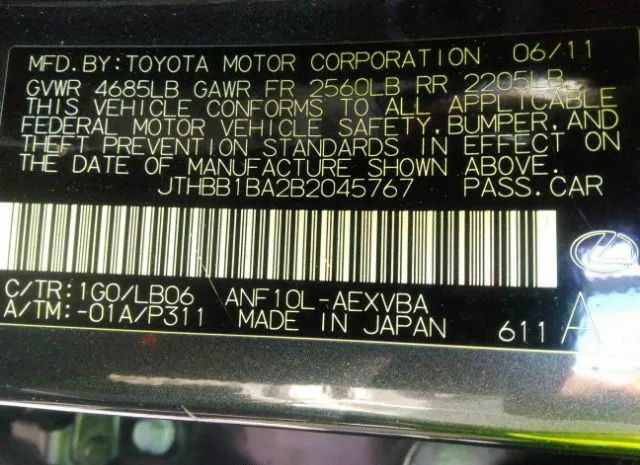 MFD.BY:TOYOTA MOTOR CORPORATION 06/11
GVWR 4685LB GAWR FR 2560LB RR 2205LB
THIS VEHICLE CONFORMS TO ALL APPLICABLE
FEDERAL MOTOR VEHICLE SAFETY,BUMPER,AND
THEFT PREVENTION STANDARDS IN EFFECT ON
THE DATE OF MANUFACTURE SHOWN ABOVE.
JTHBB1BA2B2045767 PASS.CAR
C/TR:1G0/LB06 ANF10L-AEXVBA
A/TM:-01A/P311 MADE IN JAPAN 611 A